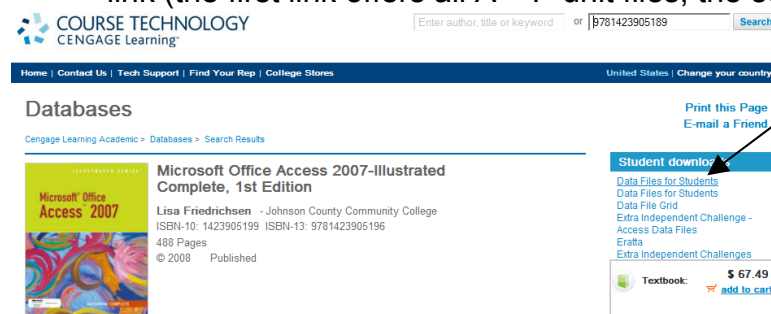 COURSE TECHNOLOGY
CENGAGE Learning™
Enter author, title or keyword or 9781423905189 Search
Home | Contact Us | Tech Support | Find Your Rep | College Stores
United States | Change your country
Databases
Print this Page
E-mail a Friend
Cengage Learning Academic > Databases > Search Results
ILLUSTRATED SERIES
Microsoft® Office
Access® 2007
COMPLETE
Microsoft Office Access 2007-Illustrated
Complete, 1st Edition
Lisa Friedrichsen - Johnson County Community College
ISBN-10: 1423905199 ISBN-13: 9781423905196
488 Pages
© 2008 Published
Student downloa
Data Files for Students
Data Files for Students
Data File Grid
Extra Independent Challenge -
Access Data Files
Eratta
Extra Independent Challenges
Textbook: $ 67.49
add to cart